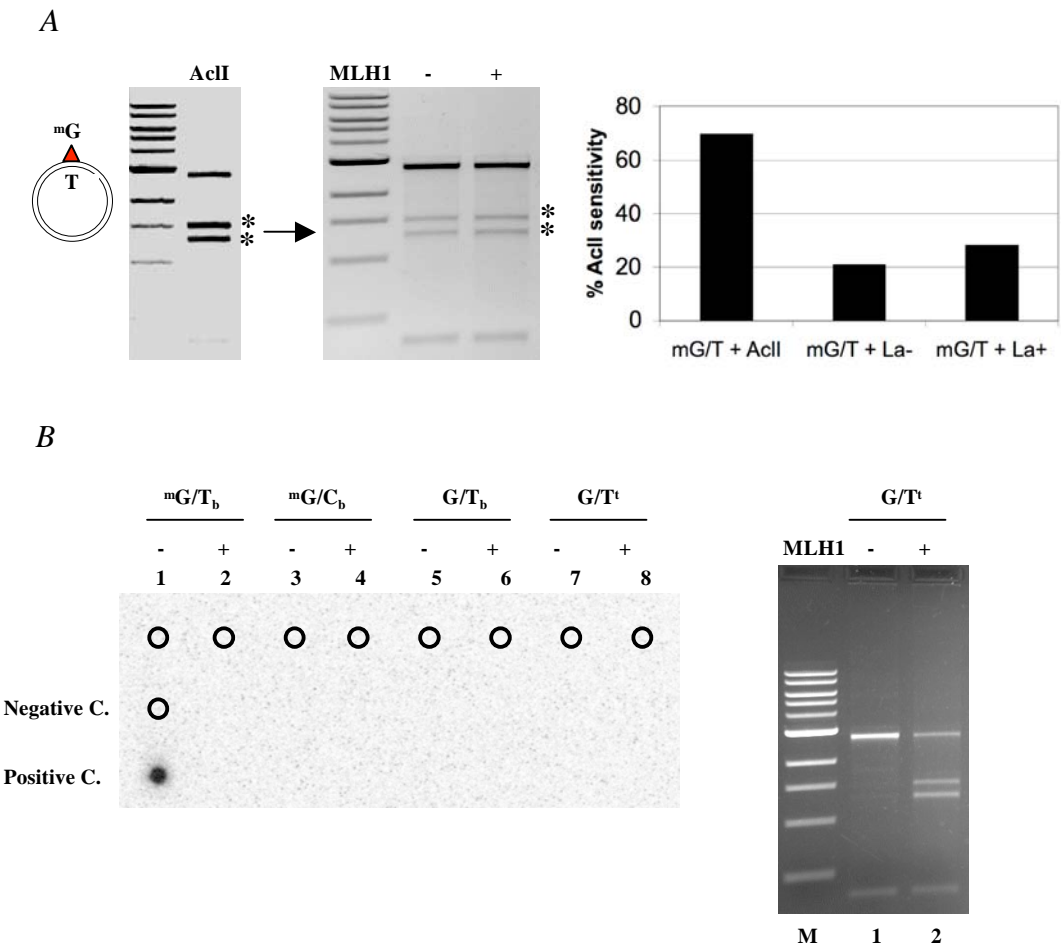 A
AclI
MLH1 - +
mG
T
*
*
*
*
% AclI sensitivity
80
60
40
20
0
mG/T + AclI mG/T + La- mG/T + La+
B
mG/Tb mG/Cb G/Tb G/Tt
- + - + - + - +
1 2 3 4 5 6 7 8
Negative C.
Positive C.
G/Tt
MLH1 - +
M 1 2